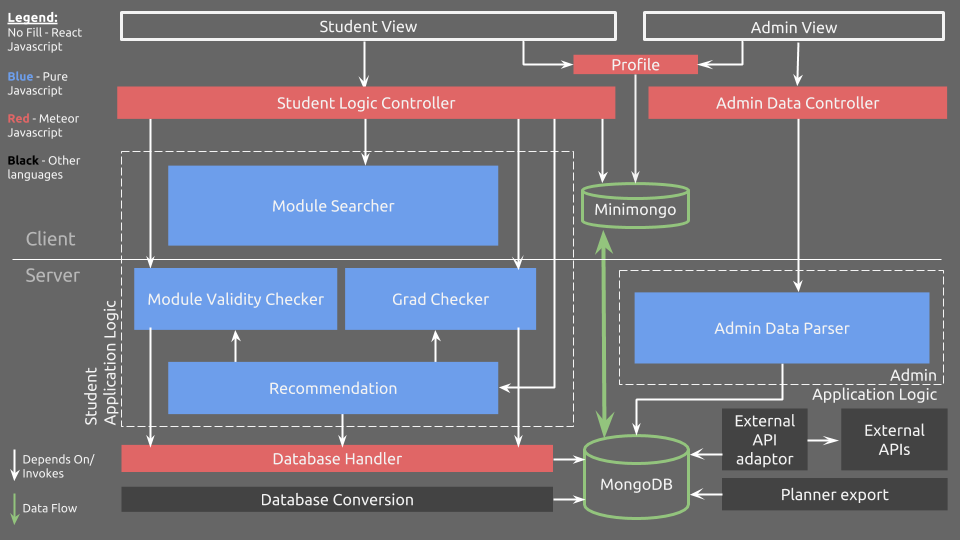 Legend:
No Fill - React
Javascript
Blue - Pure
Javascript
Red - Meteor
Javascript
Black - Other
languages
Student View
Admin View
Profile
Student Logic Controller
Admin Data Controller
Module Searcher
Minimongo
Client
Server
Module Validity Checker
Grad Checker
Admin Data Parser
Student
Application Logic
Recommendation
Admin
Application Logic
External
API
adaptor
External
APIs
Depends On/
Invokes
Database Handler
MongoDB
Data Flow
Database Conversion
Planner export